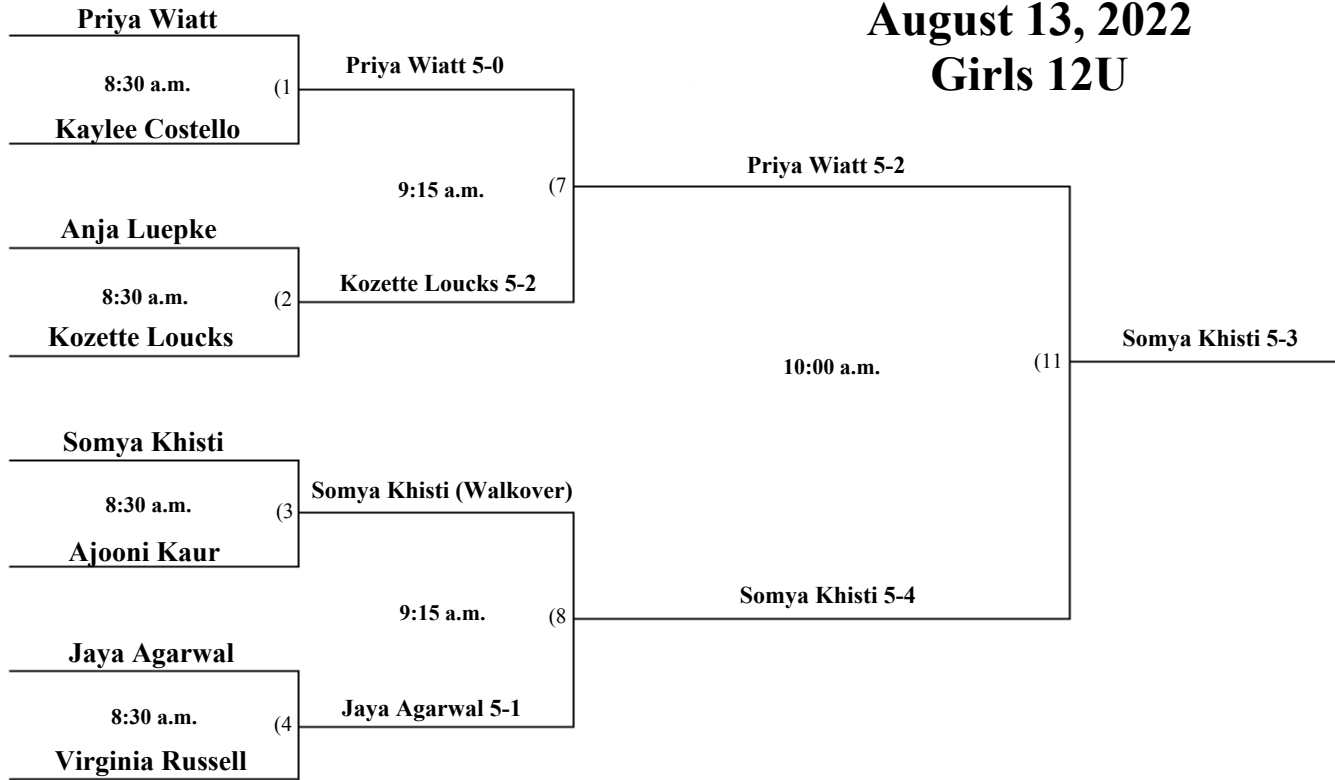 August 13, 2022
Girls 12U
Priya Wiatt
8:30 a.m.
(1
Kaylee Costello
Priya Wiatt 5-0
9:15 a.m.
(7
Priya Wiatt 5-2
Anja Luepke
8:30 a.m.
(2
Kozette Loucks
Kozette Loucks 5-2
10:00 a.m.
(11
Somya Khisti 5-3
Somya Khisti
8:30 a.m.
(3
Ajooni Kaur
Somya Khisti (Walkover)
9:15 a.m.
(8
Somya Khisti 5-4
Jaya Agarwal
8:30 a.m.
(4
Virginia Russell
Jaya Agarwal 5-1